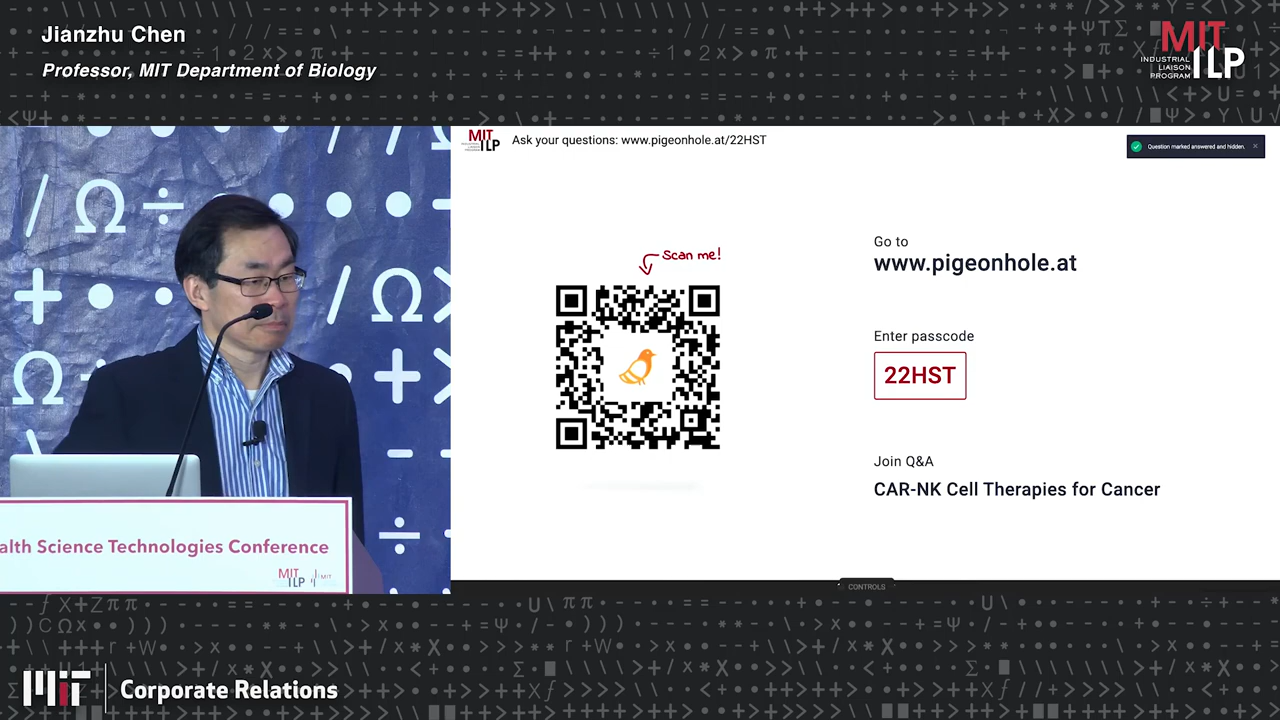 Jianzhu Chen
Professor, MIT Department of Biology
MIT
INDUSTRIAL
LIAISON
PROGRAM
ILP
MIT
ILP
Ask your questions: www.pigeonhole.at/22HST
Question marked answered and hidden.
Scan me!
Go to
www.pigeonhole.at
Enter passcode
22HST
Join Q&A
CAR-NK Cell Therapies for Cancer
CONTROLS
alth Science Technologies Conference
MIT
ILP
MIT
MIT
Corporate Relations